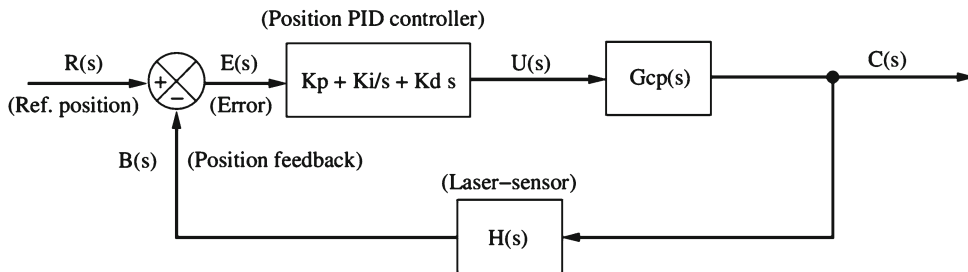 (Position PID controller)
R(s)
E(s)
U(s)
C(s)
+
−
Kp + Ki/s + Kd s
Gcp(s)
(Ref. position)
(Error)
B(s)
(Position feedback)
(Laser−sensor)
H(s)